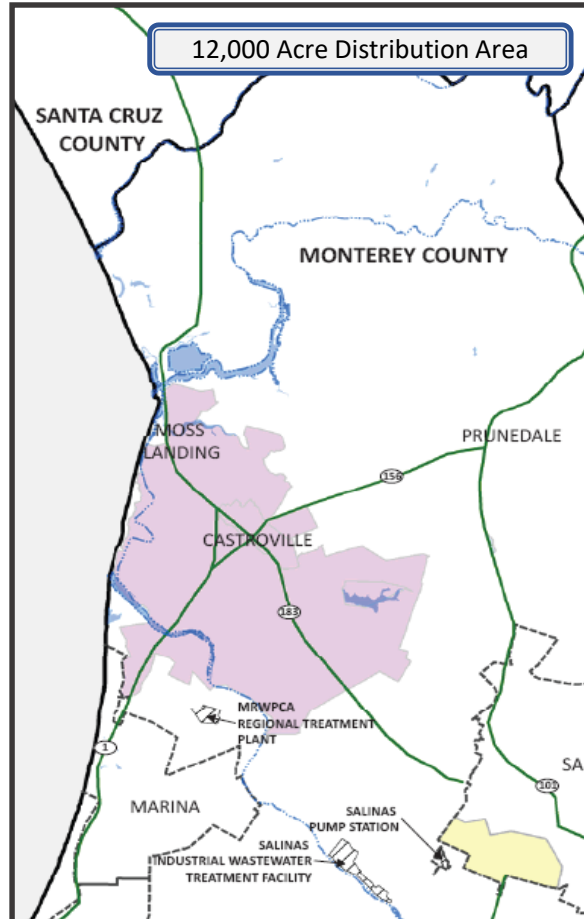 12,000 Acre Distribution Area
SANTA CRUZ
COUNTY
MONTEREY COUNTY
MOSS
LANDING
PRUNEDALE
156
CASTROVILLE
183
MRWPCA
REGIONAL TREATMENT
PLANT
1
SA
101
MARINA
SALINAS
PUMP STATION
SALINAS
INDUSTRIAL WASTEWATER
TREATMENT FACILITY